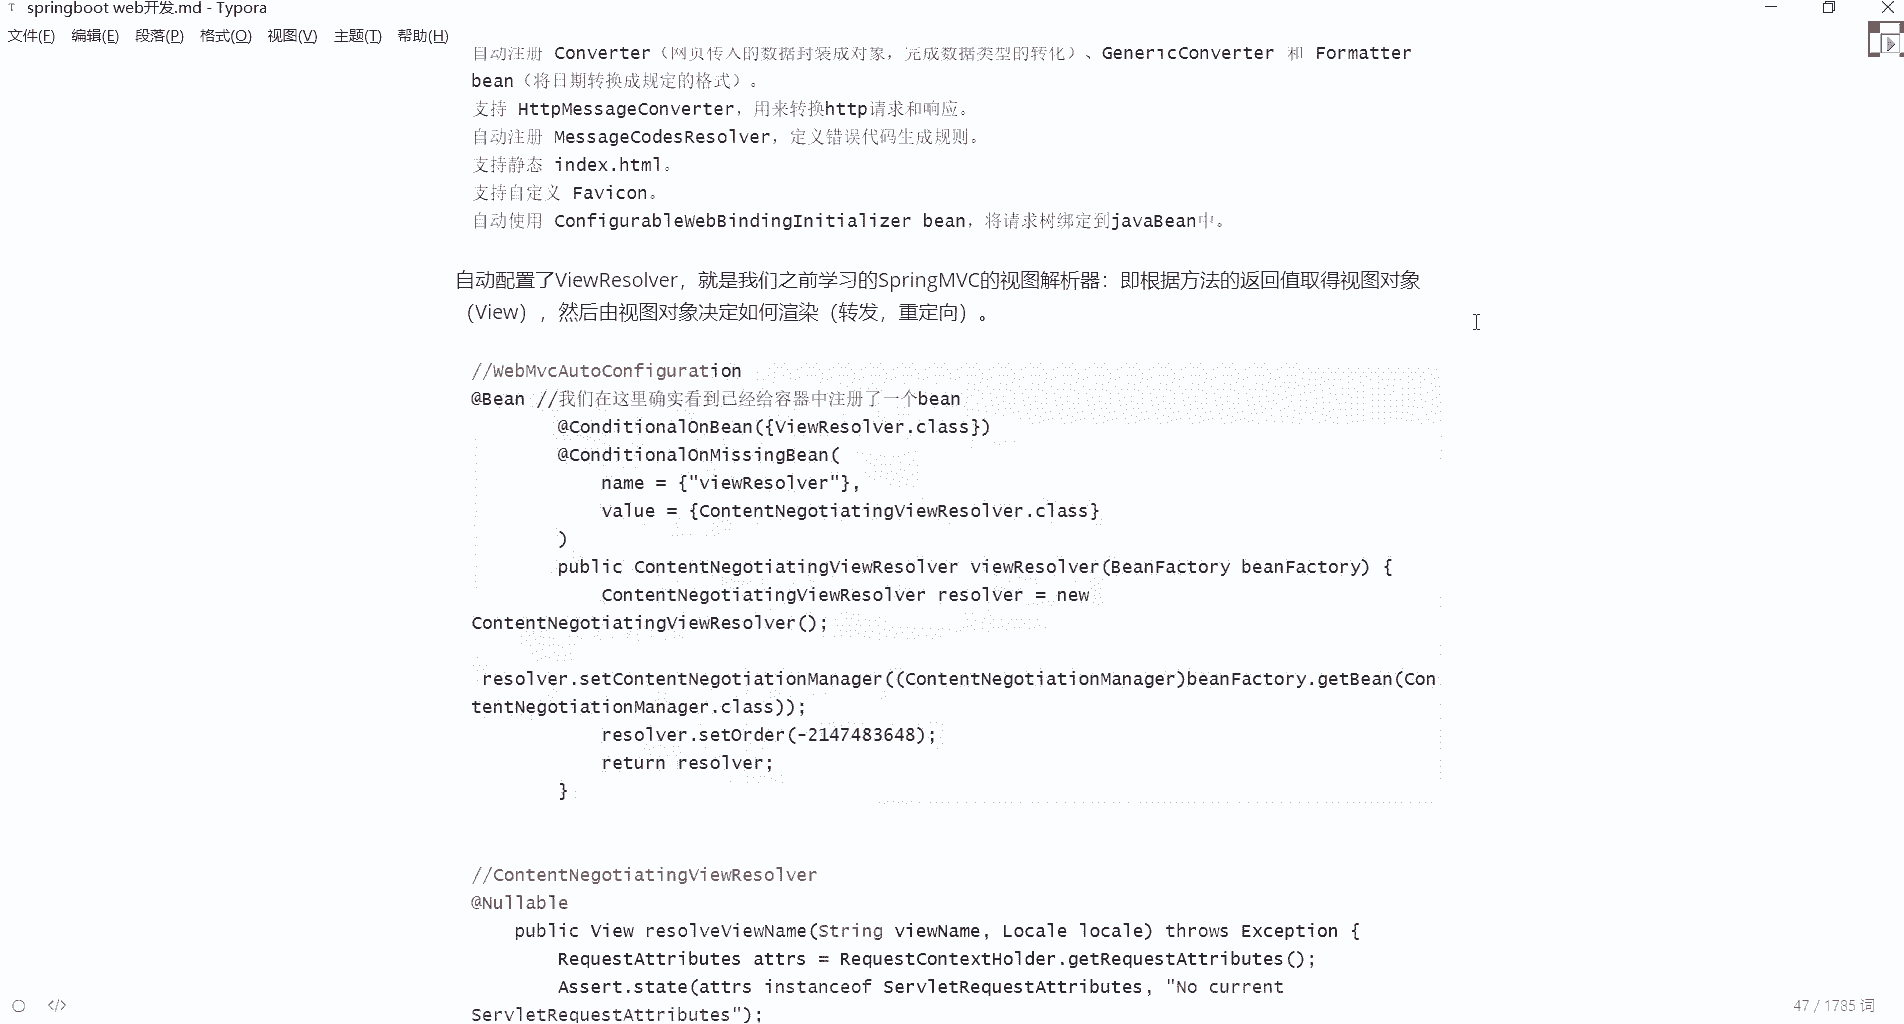 springboot web开发.md - Typora
文件(F) 编辑(E) 段落(P) 格式(O) 视图(V) 主题(T) 帮助(H)
自动注册 Converter（网页传入的数据封装成对象，完成数据类型的转化）、GenericConverter 和 Formatter
bean（将日期转换成规定的格式）。
支持 HttpMessageConverter，用来转换http请求和响应。
自动注册 MessageCodesResolver，定义错误代码生成规则。
支持静态 index.html。
支持自定义 Favicon。
自动使用 ConfigurableWebBindingInitializer bean，将请求树绑定到javaBean中。
自动配置了ViewResolver，就是我们之前学习的SpringMVC的视图解析器：即根据方法的返回值取得视图对象
（View），然后由视图对象决定如何渲染（转发，重定向）。
//WebMvcAutoConfiguration
@Bean //我们在这里确实看到已经给容器中注册了一个bean
@ConditionalOnBean({ViewResolver.class})
@ConditionalOnMissingBean(
name = {"viewResolver"},
value = {ContentNegotiatingViewResolver.class}
)
public ContentNegotiatingViewResolver viewResolver(BeanFactory beanFactory) {
ContentNegotiatingViewResolver resolver = new
ContentNegotiatingViewResolver();
resolver.setContentNegotiationManager((ContentNegotiationManager)beanFactory.getBean(Con
tentNegotiationManager.class));
resolver.setOrder(-2147483648);
return resolver;
}
//ContentNegotiatingViewResolver
@Nullable
public View resolveViewName(String viewName, Locale locale) throws Exception {
RequestAttributes attrs = RequestContextHolder.getRequestAttributes();
Assert.state(attrs instanceof ServletRequestAttributes, "No current
ServletRequestAttributes");
47 / 1785 词